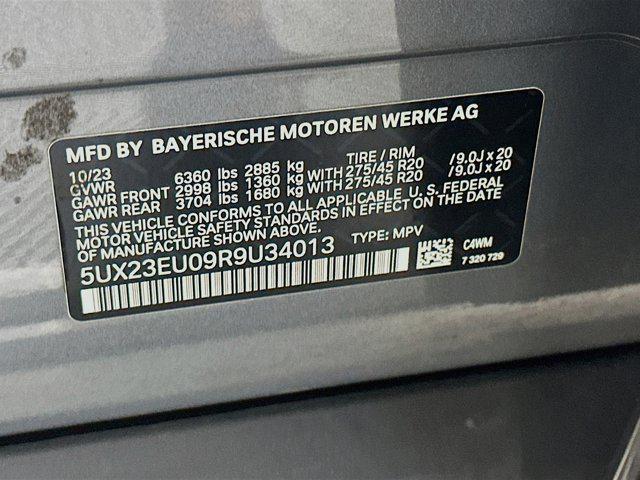 MFD BY BAYERISCHE MOTOREN WERKE AG
10/23 TIRE / RIM
GVWR 6360 lbs 2885 kg
GAWR FRONT 2998 lbs 1360 kg WITH 275/45 R20 /9.0J x 20
GAWR REAR 3704 lbs 1680 kg WITH 275/45 R20 /9.0J x 20
THIS VEHICLE CONFORMS TO ALL APPLICABLE U. S. FEDERAL
MOTOR VEHICLE SAFETY STANDARDS IN EFFECT ON THE DATE
OF MANUFACTURE SHOWN ABOVE.
5UX23EU09R9U34013 TYPE: MPV
C4WM
7 320 729